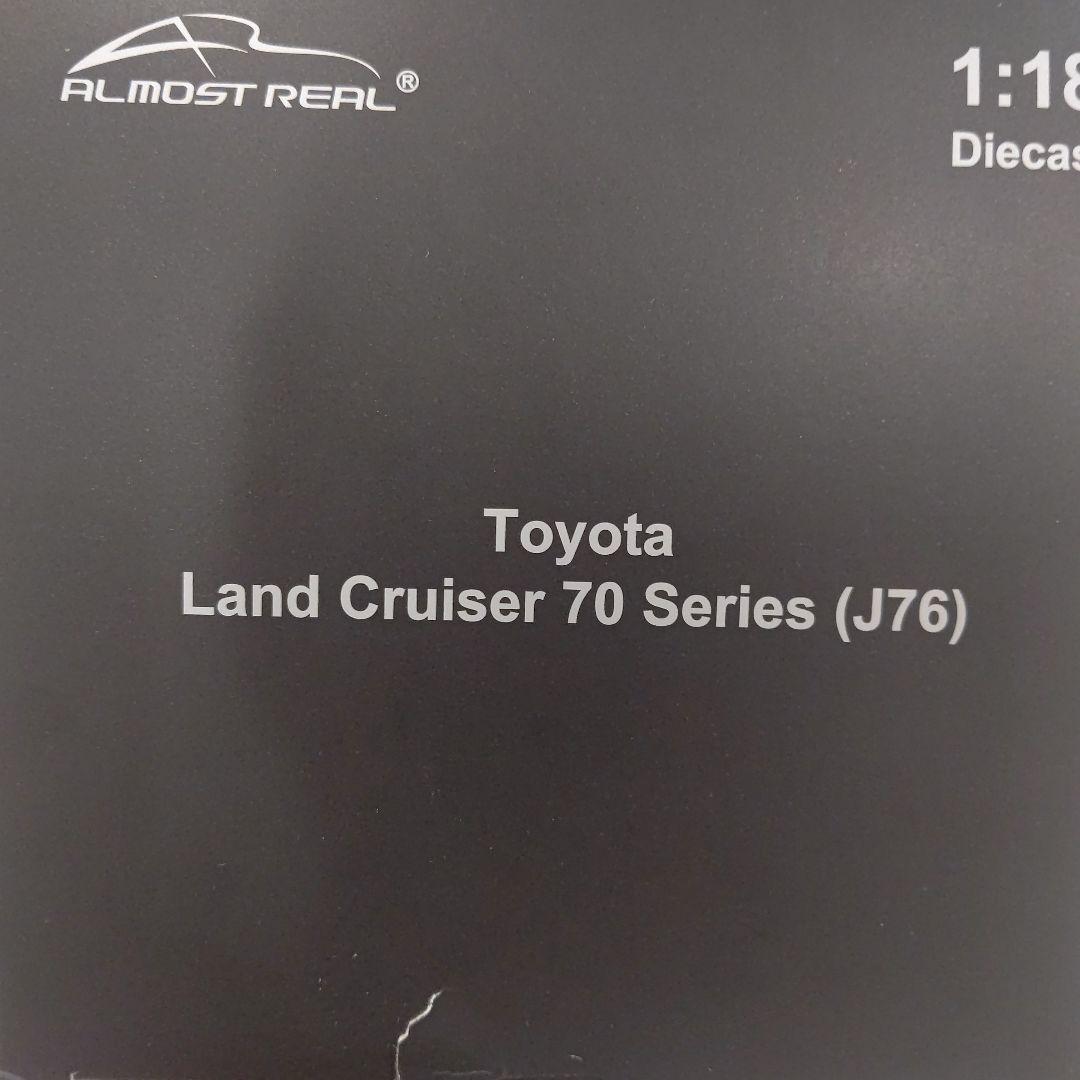 ALMOST REAL®
1:18
Diecas
Toyota
Land Cruiser 70 Series (J76)